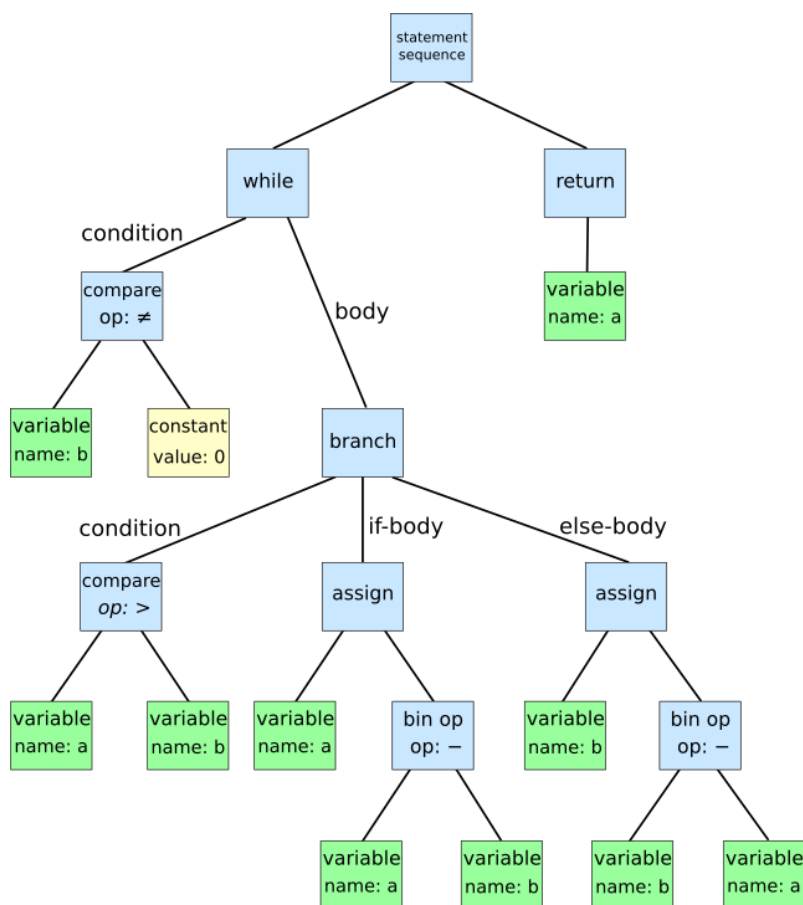 statement
sequence
while
return
condition
compare
op: ≠
body
variable
name: a
variable
name: b
constant
value: 0
branch
condition
if-body
else-body
compare
op: >
assign
assign
variable
name: a
variable
name: b
variable
name: a
bin op
op: −
variable
name: b
bin op
op: −
variable
name: a
variable
name: b
variable
name: b
variable
name: a